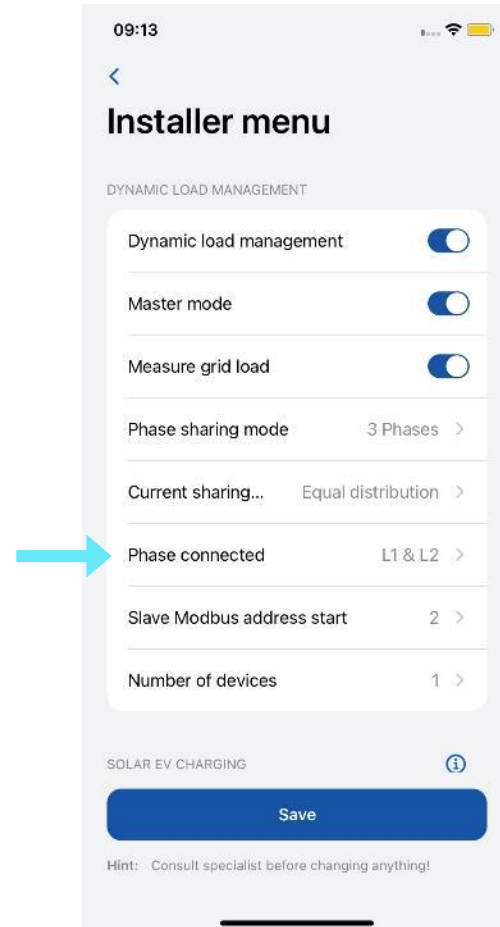 09:13
Installer menu
DYNAMIC LOAD MANAGEMENT
Dynamic load management
Master mode
Measure grid load
Phase sharing mode 3 Phases
Current sharing... Equal distribution
Phase connected L1 & L2
Slave Modbus address start 2
Number of devices 1
SOLAR EV CHARGING
Save
Hint: Consult specialist before changing anything!